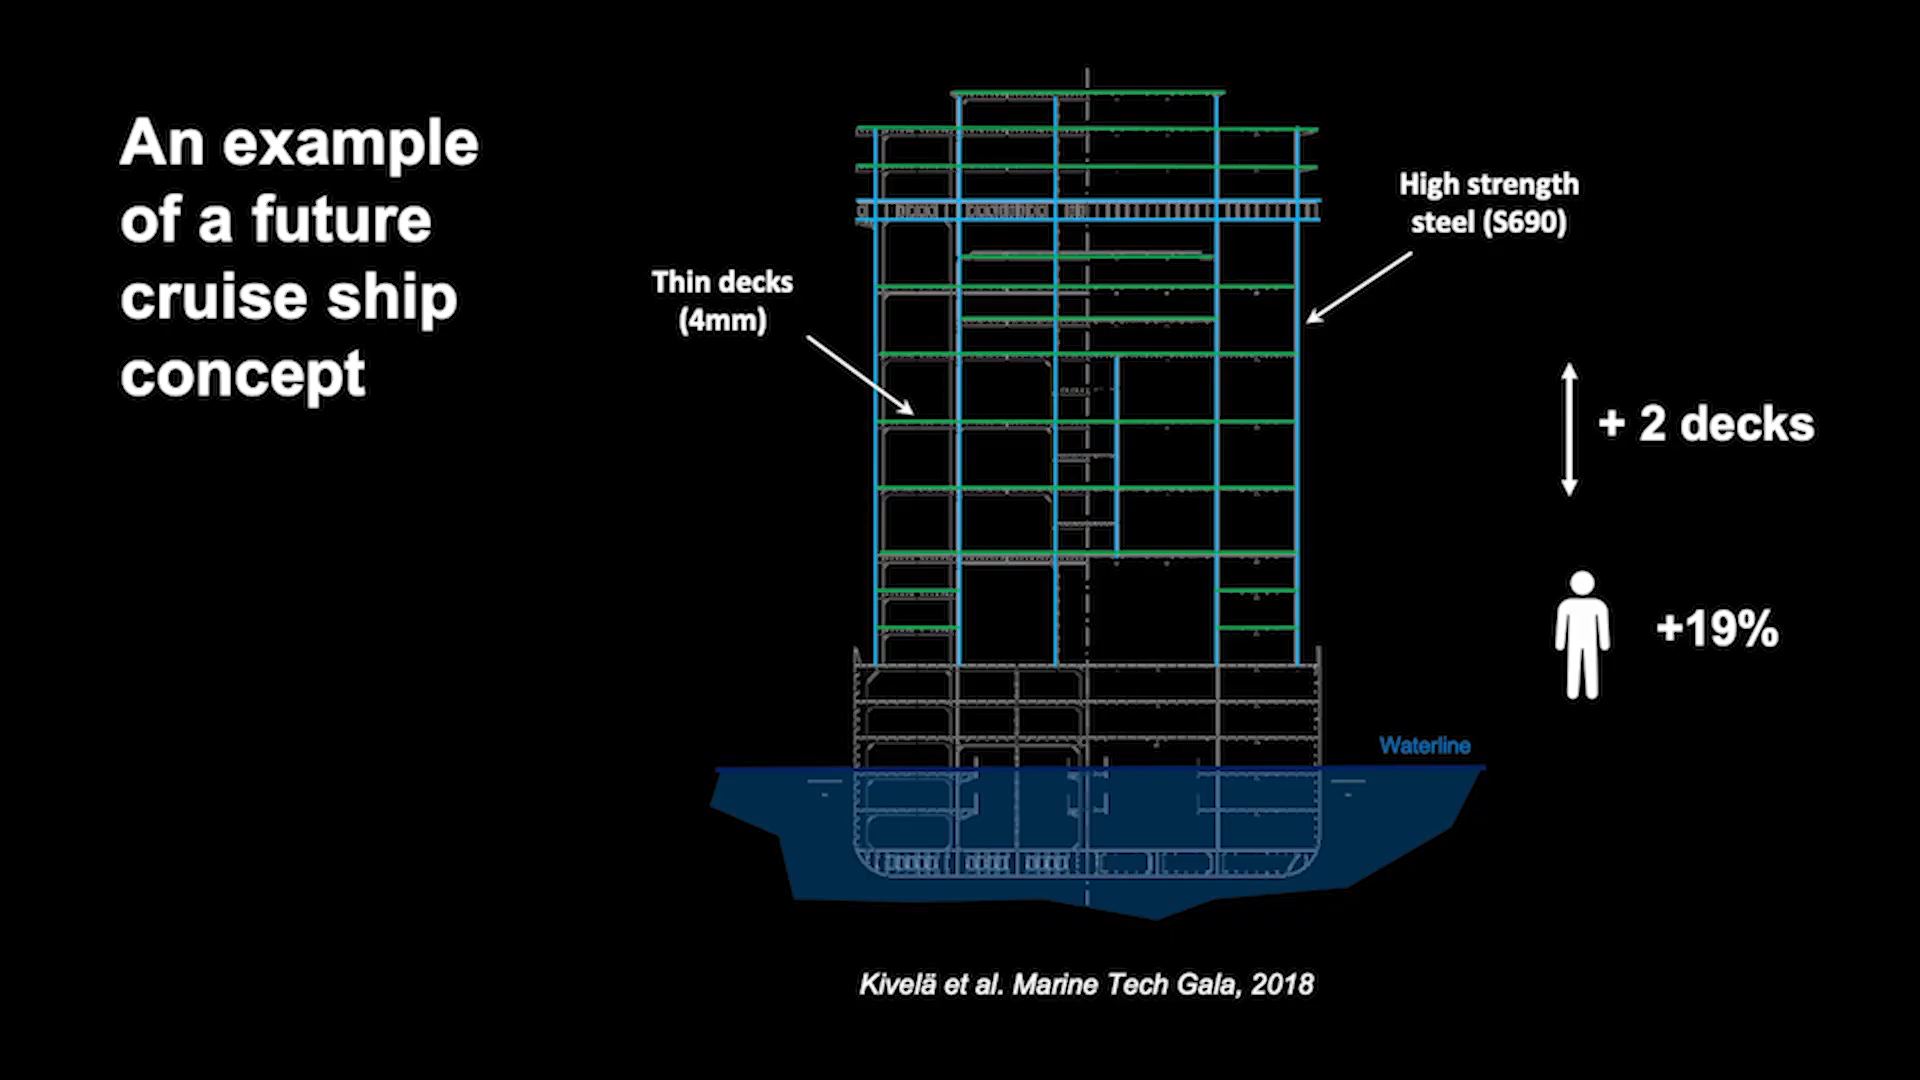 An example
of a future
cruise ship
concept
Thin decks
(4mm)
High strength
steel (S690)
+ 2 decks
+19%
Waterline
Kivelä et al. Marine Tech Gala, 2018